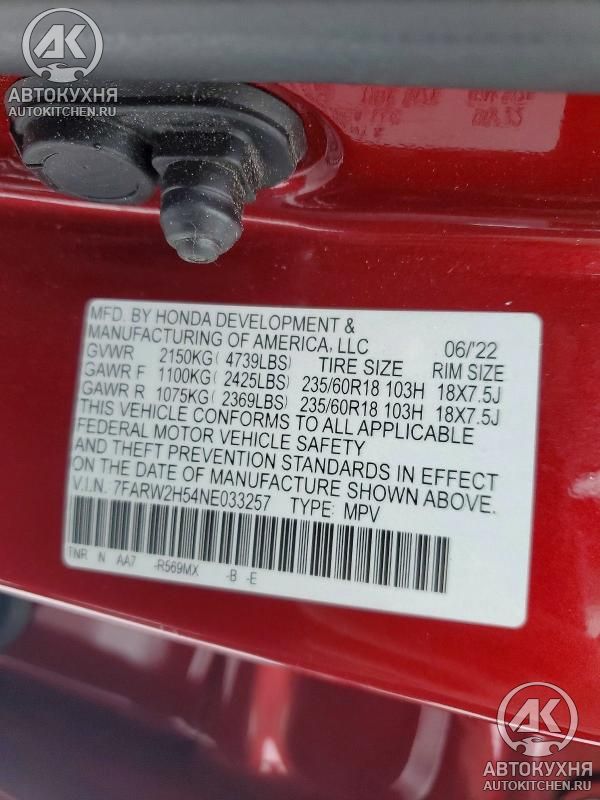 AK
АВТОКУХНЯ
AUTOKITCHEN.RU
MFD. BY HONDA DEVELOPMENT &
MANUFACTURING OF AMERICA, LLC 06/'22
GVWR 2150KG( 4739LBS) TIRE SIZE RIM SIZE
GAWR F 1100KG( 2425LBS) 235/60R18 103H 18X7.5J
GAWR R 1075KG( 2369LBS) 235/60R18 103H 18X7.5J
THIS VEHICLE CONFORMS TO ALL APPLICABLE
FEDERAL MOTOR VEHICLE SAFETY
AND THEFT PREVENTION STANDARDS IN EFFECT
ON THE DATE OF MANUFACTURE SHOWN ABOVE.
V.I.N.: 7FARW2H54NE033257 TYPE: MPV
TNR N AA7 -R569MX -B -E
AK
АВТОКУХНЯ
AUTOKITCHEN.RU